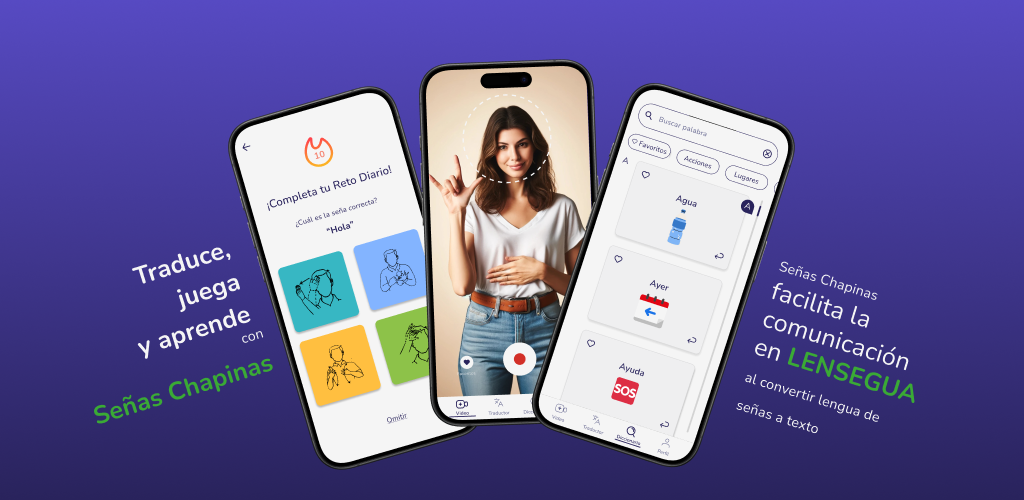 Traduce,
juega
y aprende
con
Señas Chapinas
10
¡Completa tu Reto Diario!
¿Cuál es la seña correcta?
"Hola"
Omitir
Video
Traductor
Buscar palabra
Favoritos
Acciones
Lugares
A
A
Agua
Ayer
Ayuda
SOS
Video
Traductor
Diccionario
Perfil
Señas Chapinas
facilita la
comunicación
en LENSEGUA
al convertir lengua de
señas a texto